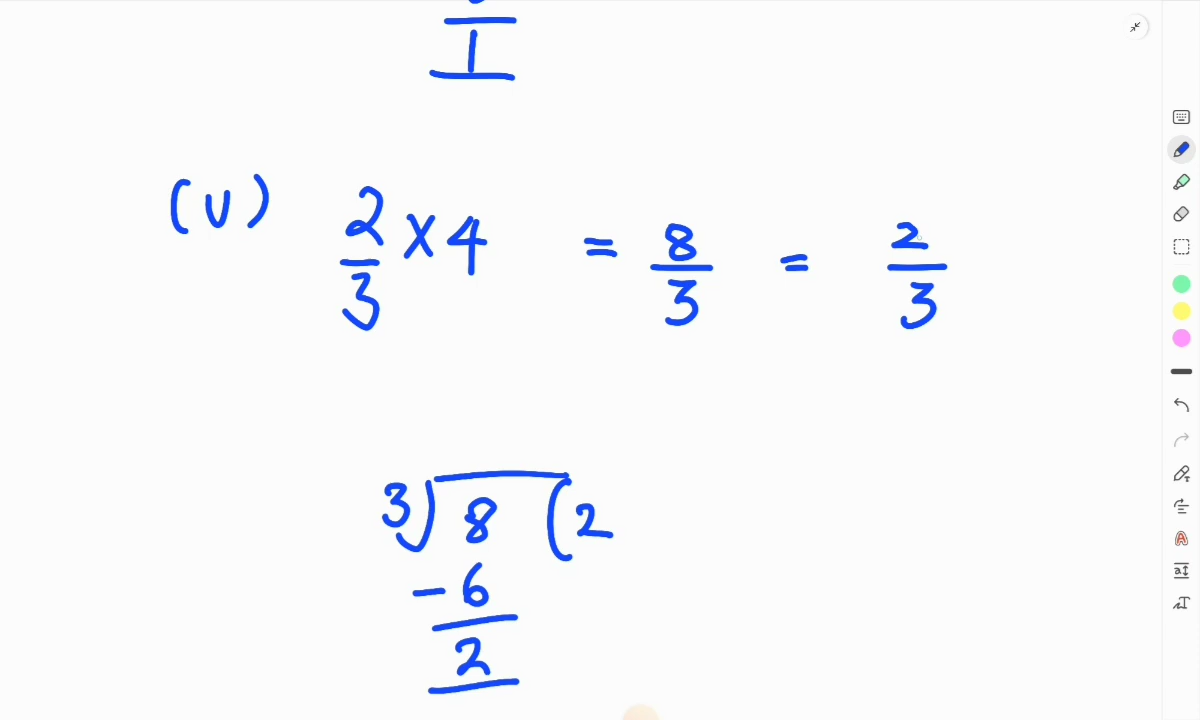 1
(v) 2/3 × 4 = 8/3 = 2/3
3√8 (2
- 6
2